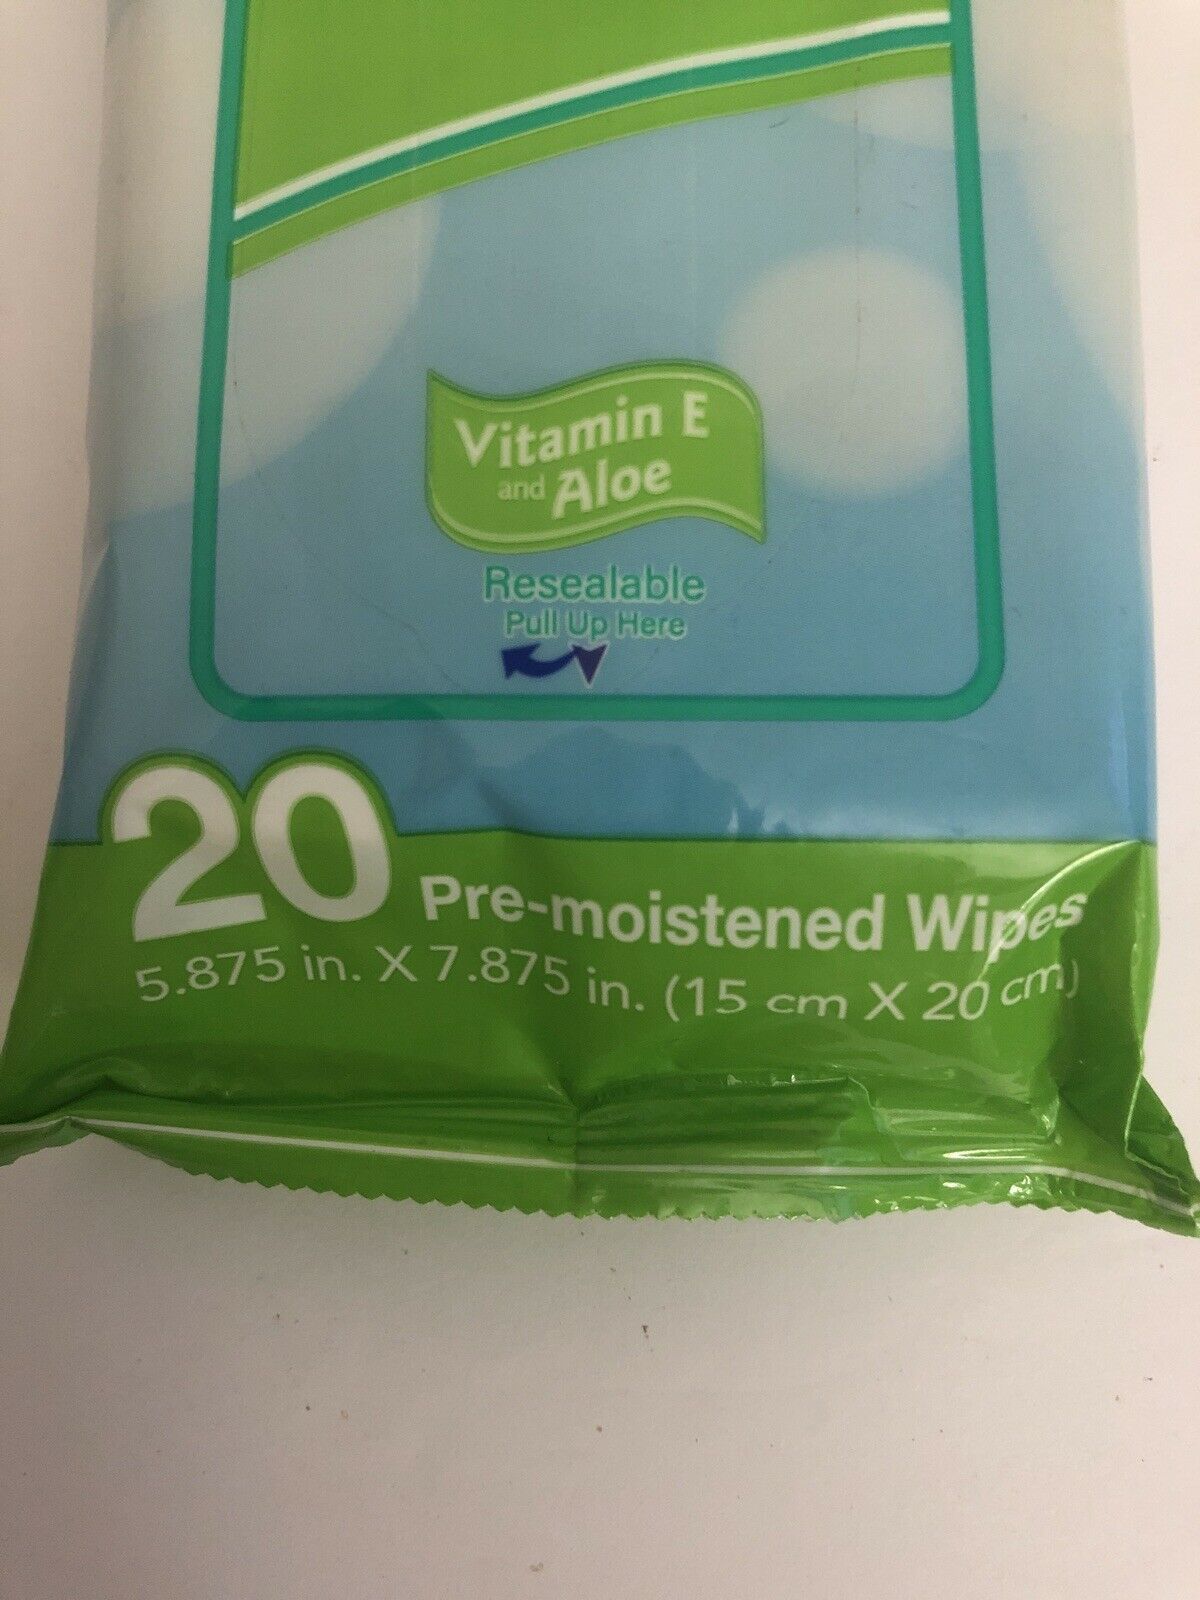 Vitamin E
and Aloe
Resealable
Pull Up Here
20 Pre-moistened Wipes
5.875 in. X 7.875 in. (15 cm X 20 cm)